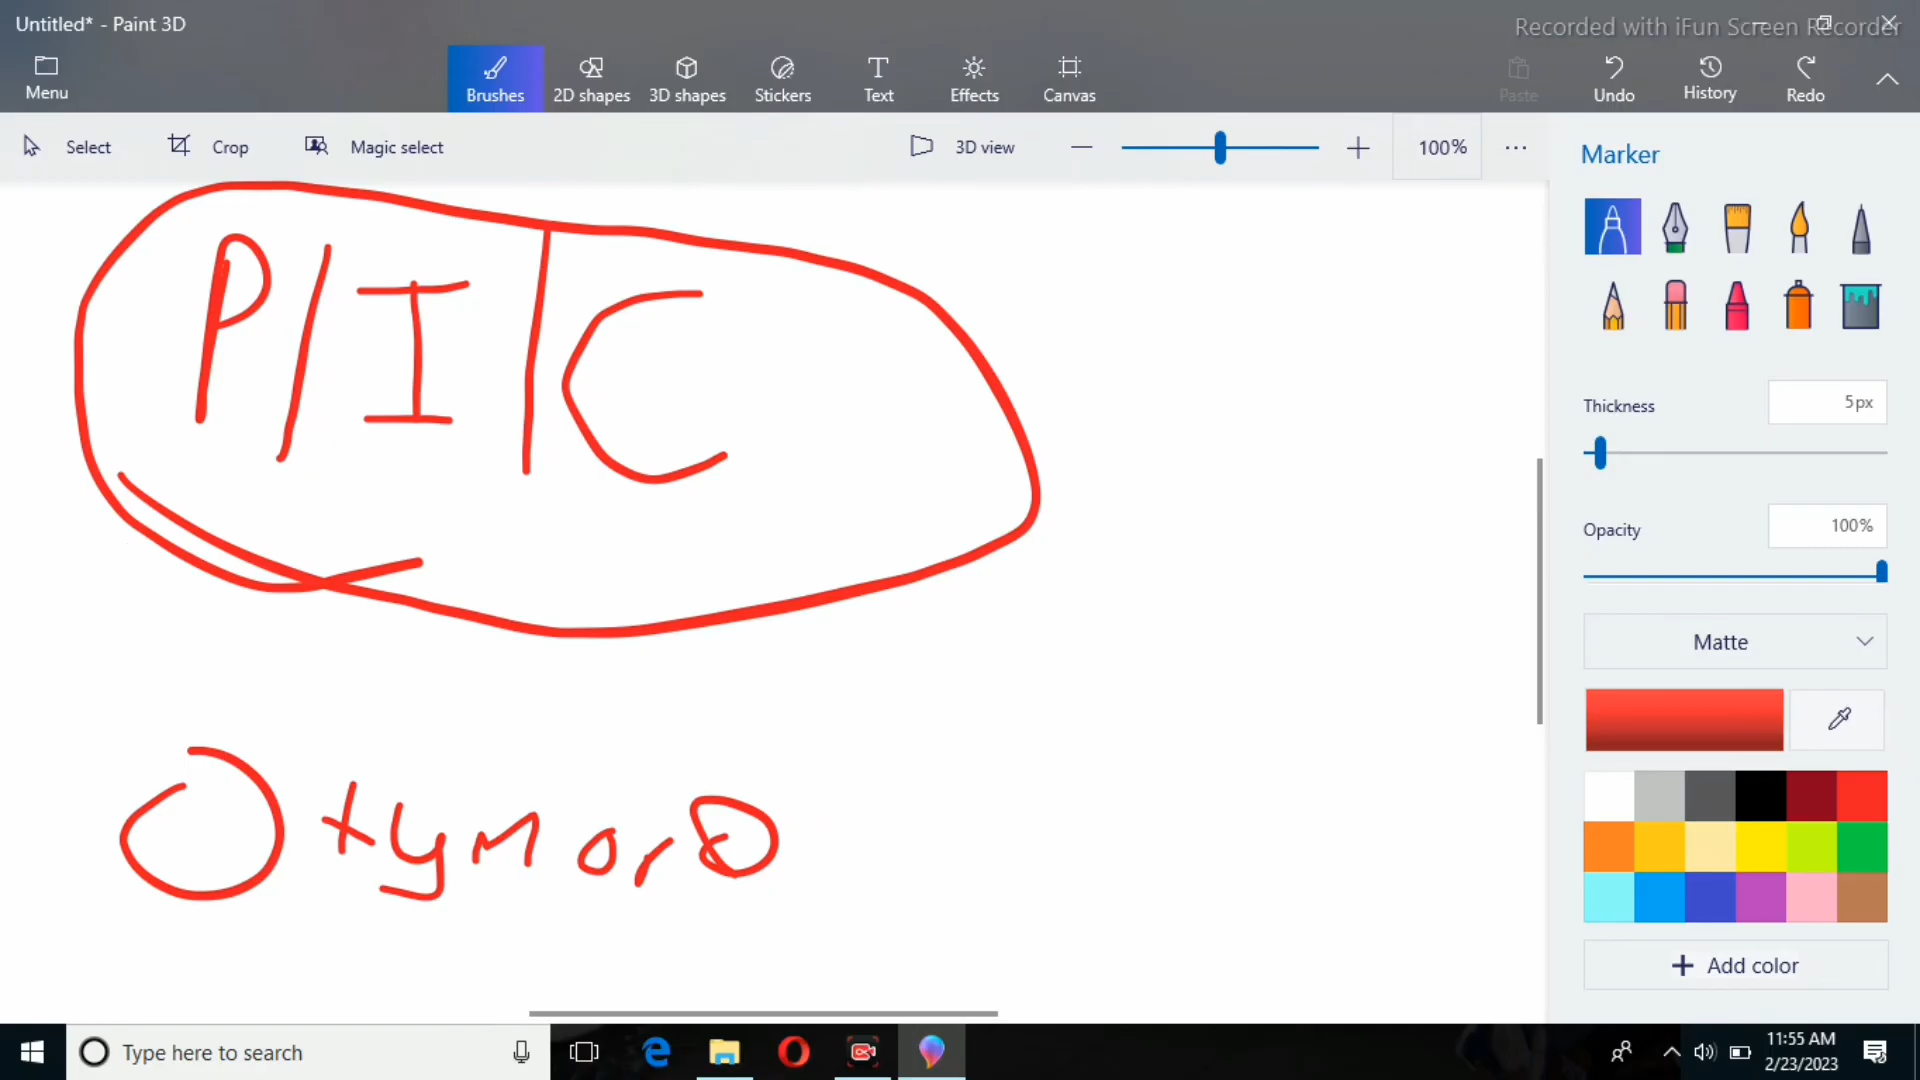 Untitled* - Paint 3D
Recorded with iFun Screen Recorder
Menu
Brushes
2D shapes
3D shapes
Stickers
Text
Effects
Canvas
Paste
Undo
History
Redo
Select
Crop
Magic select
3D view
100%
Marker
P/I/C
Thickness
5px
Opacity
100%
Matte
Add color
Type here to search
11:55 AM
2/23/2023